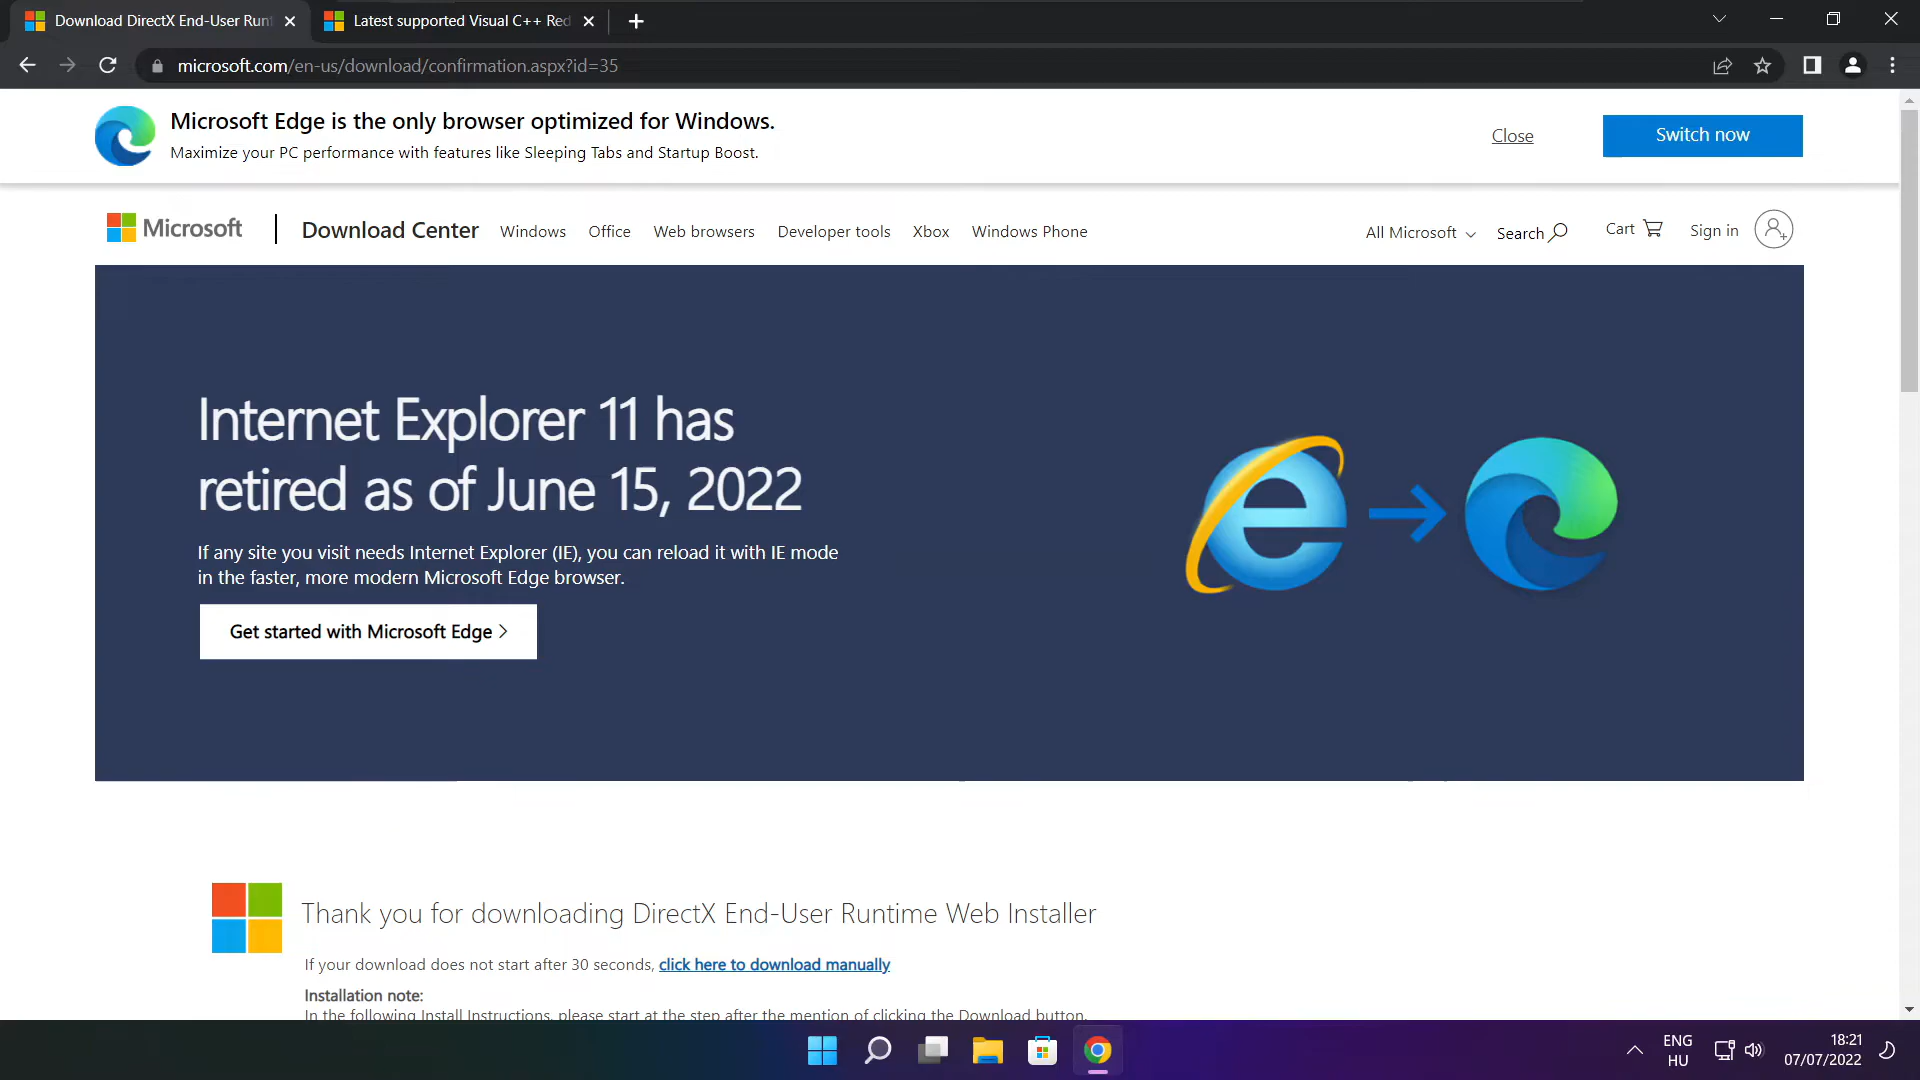 Download DirectX End-User Run
Latest supported Visual C++ Red
microsoft.com/en-us/download/confirmation.aspx?id=35
Microsoft Edge is the only browser optimized for Windows.
Maximize your PC performance with features like Sleeping Tabs and Startup Boost.
Close
Switch now
Microsoft
Download Center
Windows
Office
Web browsers
Developer tools
Xbox
Windows Phone
All Microsoft
Search
Cart
Sign in
Internet Explorer 11 has
retired as of June 15, 2022
If any site you visit needs Internet Explorer (IE), you can reload it with IE mode
in the faster, more modern Microsoft Edge browser.
Get started with Microsoft Edge >
Thank you for downloading DirectX End-User Runtime Web Installer
If your download does not start after 30 seconds, click here to download manually
Installation note:
In the following Install Instructions, please start at the step after the mention of clicking the Download button.
ENG
HU
18:21
07/07/2022